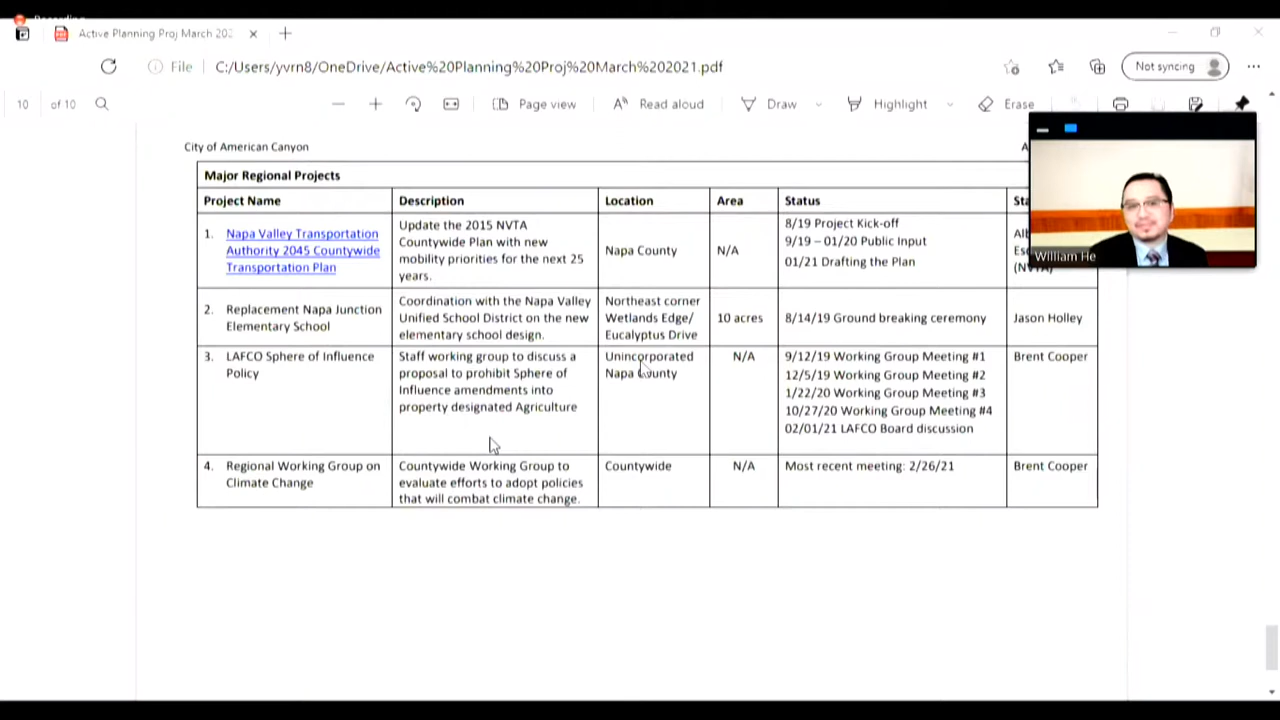 Recording
Active Planning Proj March 202
File C:/Users/yvrn8/OneDrive/Active%20Planning%20Proj%20March%202021.pdf Not syncing
10 of 10 Page view Read aloud Draw Highlight Erase
City of American Canyon
Major Regional Projects
Project Name Description Location Area Status
1. Napa Valley Transportation Authority 2045 Countywide Transportation Plan
Update the 2015 NVTA
Countywide Plan with new
mobility priorities for the next 25
years.
Napa County
N/A
8/19 Project Kick-off
9/19 – 01/20 Public Input
01/21 Drafting the Plan
(NVTA)
William He
2. Replacement Napa Junction
Elementary School
Coordination with the Napa Valley
Unified School District on the new
elementary school design.
Northeast corner
Wetlands Edge/
Eucalyptus Drive
10 acres
8/14/19 Ground breaking ceremony
Jason Holley
3. LAFCO Sphere of Influence
Policy
Staff working group to discuss a
proposal to prohibit Sphere of
Influence amendments into
property designated Agriculture
Unincorporated
Napa County
N/A
9/12/19 Working Group Meeting #1
12/5/19 Working Group Meeting #2
1/22/20 Working Group Meeting #3
10/27/20 Working Group Meeting #4
02/01/21 LAFCO Board discussion
Brent Cooper
4. Regional Working Group on
Climate Change
Countywide Working Group to
evaluate efforts to adopt policies
that will combat climate change.
Countywide
N/A
Most recent meeting: 2/26/21
Brent Cooper